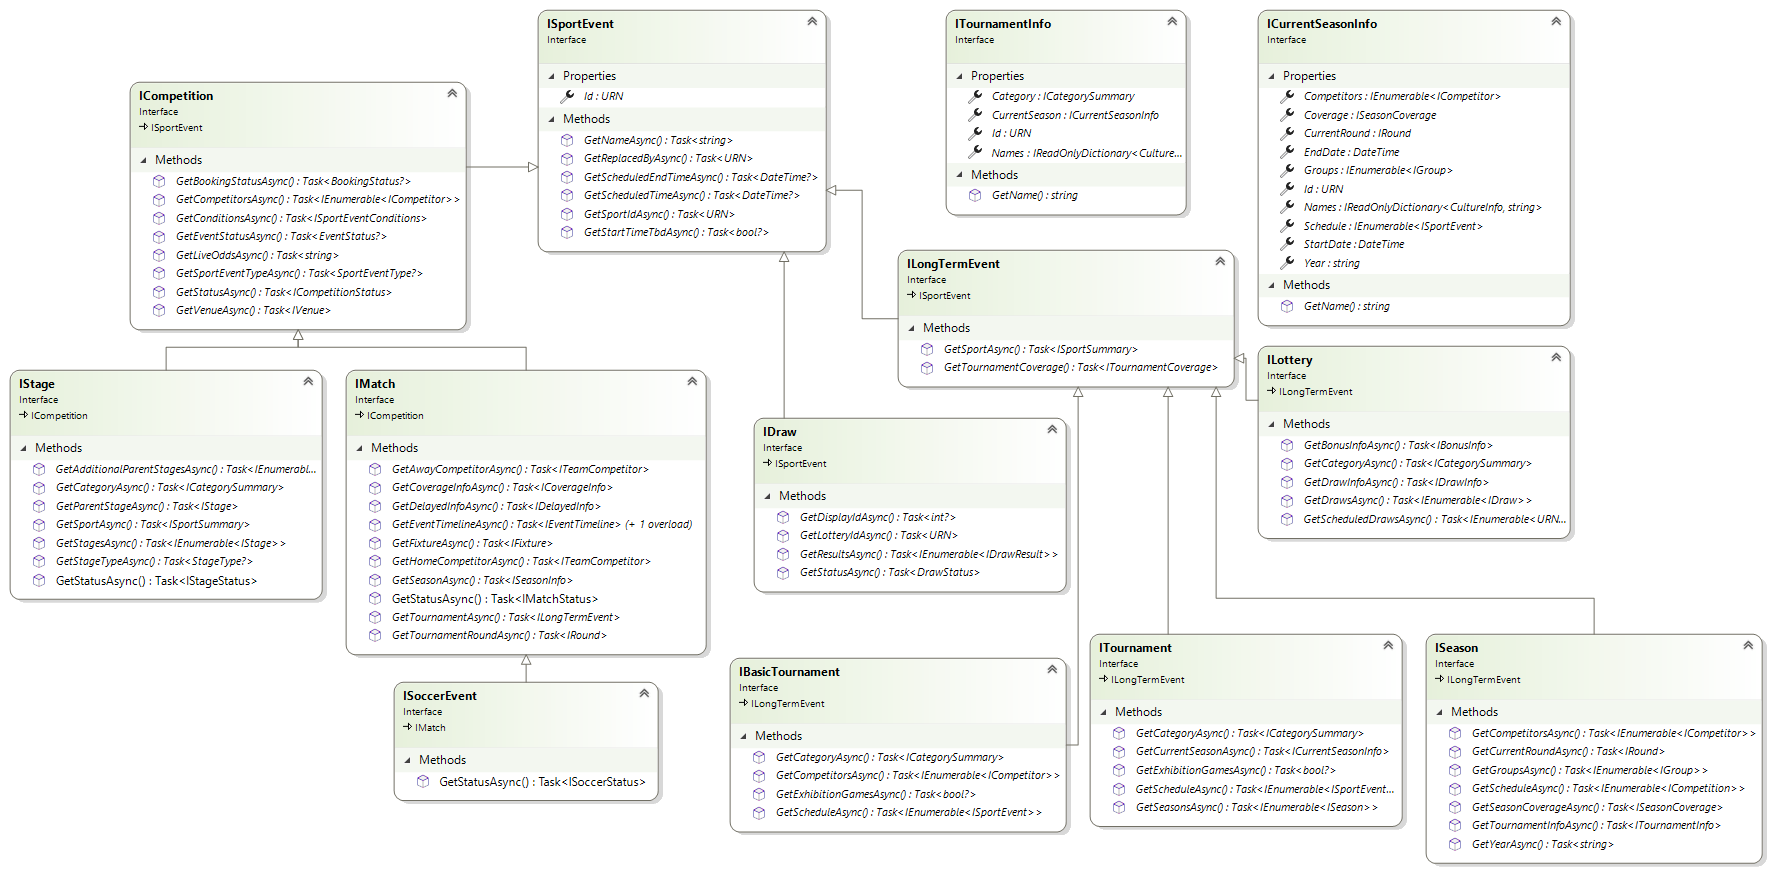 ISportEvent
Interface
Properties
Id : URN
Methods
GetNameAsync() : Task<string>
GetReplacedByAsync() : Task<URN>
GetScheduledEndTimeAsync() : Task<DateTime?>
GetScheduledTimeAsync() : Task<DateTime?>
GetSportIdAsync() : Task<URN>
GetStartTimeTbdAsync() : Task<bool?>
ITournamentInfo
Interface
Properties
Category : ICategorySummary
CurrentSeason : ICurrentSeasonInfo
Id : URN
Names : IReadOnlyDictionary<Culture...
Methods
GetName() : string
ICurrentSeasonInfo
Interface
Properties
Competitors : IEnumerable<ICompetitor>
Coverage : ISeasonCoverage
CurrentRound : IRound
EndDate : DateTime
Groups : IEnumerable<IGroup>
Id : URN
Names : IReadOnlyDictionary<CultureInfo, string>
Schedule : IEnumerable<ISportEvent>
StartDate : DateTime
Year : string
Methods
GetName() : string
ICompetition
Interface
ISportEvent
Methods
GetBookingStatusAsync() : Task<BookingStatus?>
GetCompetitorsAsync() : Task<IEnumerable<ICompetitor>>
GetConditionsAsync() : Task<ISportEventConditions>
GetEventStatusAsync() : Task<EventStatus?>
GetLiveOddsAsync() : Task<string>
GetSportEventTypeAsync() : Task<SportEventType?>
GetStatusAsync() : Task<ICompetitionStatus>
GetVenueAsync() : Task<IVenue>
ILongTermEvent
Interface
ISportEvent
Methods
GetSportAsync() : Task<ISportSummary>
GetTournamentCoverage() : Task<ITournamentCoverage>
ILottery
Interface
ILongTermEvent
Methods
GetBonusInfoAsync() : Task<IBonusInfo>
GetCategoryAsync() : Task<ICategorySummary>
GetDrawInfoAsync() : Task<IDrawInfo>
GetDrawsAsync() : Task<IEnumerable<IDraw>>
GetScheduledDrawsAsync() : Task<IEnumerable<URN...
IStage
Interface
ICompetition
Methods
GetAdditionalParentStagesAsync() : Task<IEnumerabl...
GetCategoryAsync() : Task<ICategorySummary>
GetParentStageAsync() : Task<IStage>
GetSportAsync() : Task<ISportSummary>
GetStagesAsync() : Task<IEnumerable<IStage>>
GetStageTypeAsync() : Task<StageType?>
GetStatusAsync() : Task<IStageStatus>
IMatch
Interface
ICompetition
Methods
GetAwayCompetitorAsync() : Task<ITeamCompetitor>
GetCoverageInfoAsync() : Task<ICoverageInfo>
GetDelayedInfoAsync() : Task<IDelayedInfo>
GetEventTimelineAsync() : Task<IEventTimeline> (+ 1 overload)
GetFixtureAsync() : Task<IFixture>
GetHomeCompetitorAsync() : Task<ITeamCompetitor>
GetSeasonAsync() : Task<ISeasonInfo>
GetStatusAsync() : Task<IMatchStatus>
GetTournamentAsync() : Task<ILongTermEvent>
GetTournamentRoundAsync() : Task<IRound>
IDraw
Interface
ISportEvent
Methods
GetDisplayIdAsync() : Task<int?>
GetLotteryIdAsync() : Task<URN>
GetResultsAsync() : Task<IEnumerable<IDrawResult>>
GetStatusAsync() : Task<DrawStatus>
ISoccerEvent
Interface
IMatch
Methods
GetStatusAsync() : Task<ISoccerStatus>
IBasicTournament
Interface
ILongTermEvent
Methods
GetCategoryAsync() : Task<ICategorySummary>
GetCompetitorsAsync() : Task<IEnumerable<ICompetitor>>
GetExhibitionGamesAsync() : Task<bool?>
GetScheduleAsync() : Task<IEnumerable<ISportEvent>>
ITournament
Interface
ILongTermEvent
Methods
GetCategoryAsync() : Task<ICategorySummary>
GetCurrentSeasonAsync() : Task<ICurrentSeasonInfo>
GetExhibitionGamesAsync() : Task<bool?>
GetScheduleAsync() : Task<IEnumerable<ISportEvent...
GetSeasonsAsync() : Task<IEnumerable<ISeason>>
ISeason
Interface
ILongTermEvent
Methods
GetCompetitorsAsync() : Task<IEnumerable<ICompetitor>>
GetCurrentRoundAsync() : Task<IRound>
GetGroupsAsync() : Task<IEnumerable<IGroup>>
GetScheduleAsync() : Task<IEnumerable<ICompetition>>
GetSeasonCoverageAsync() : Task<ISeasonCoverage>
GetTournamentInfoAsync() : Task<ITournamentInfo>
GetYearAsync() : Task<string>